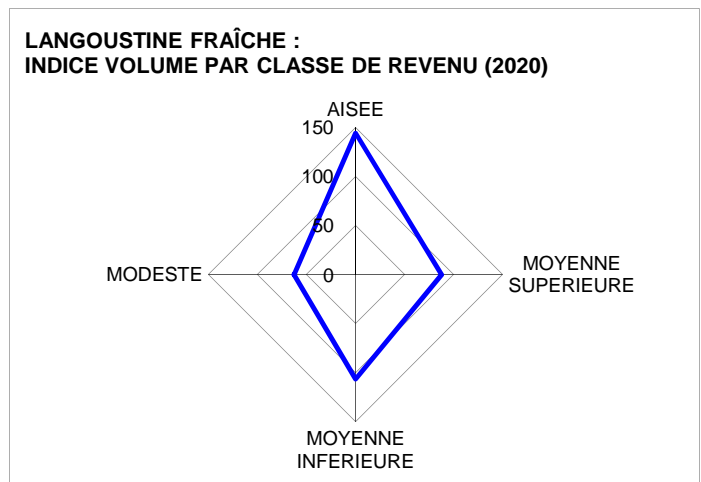 LANGOUSTINE FRAÎCHE :
INDICE VOLUME PAR CLASSE DE REVENU (2020)
AISEE
150
100
50
0
MODESTE
MOYENNE
SUPERIEURE
MOYENNE
INFERIEURE